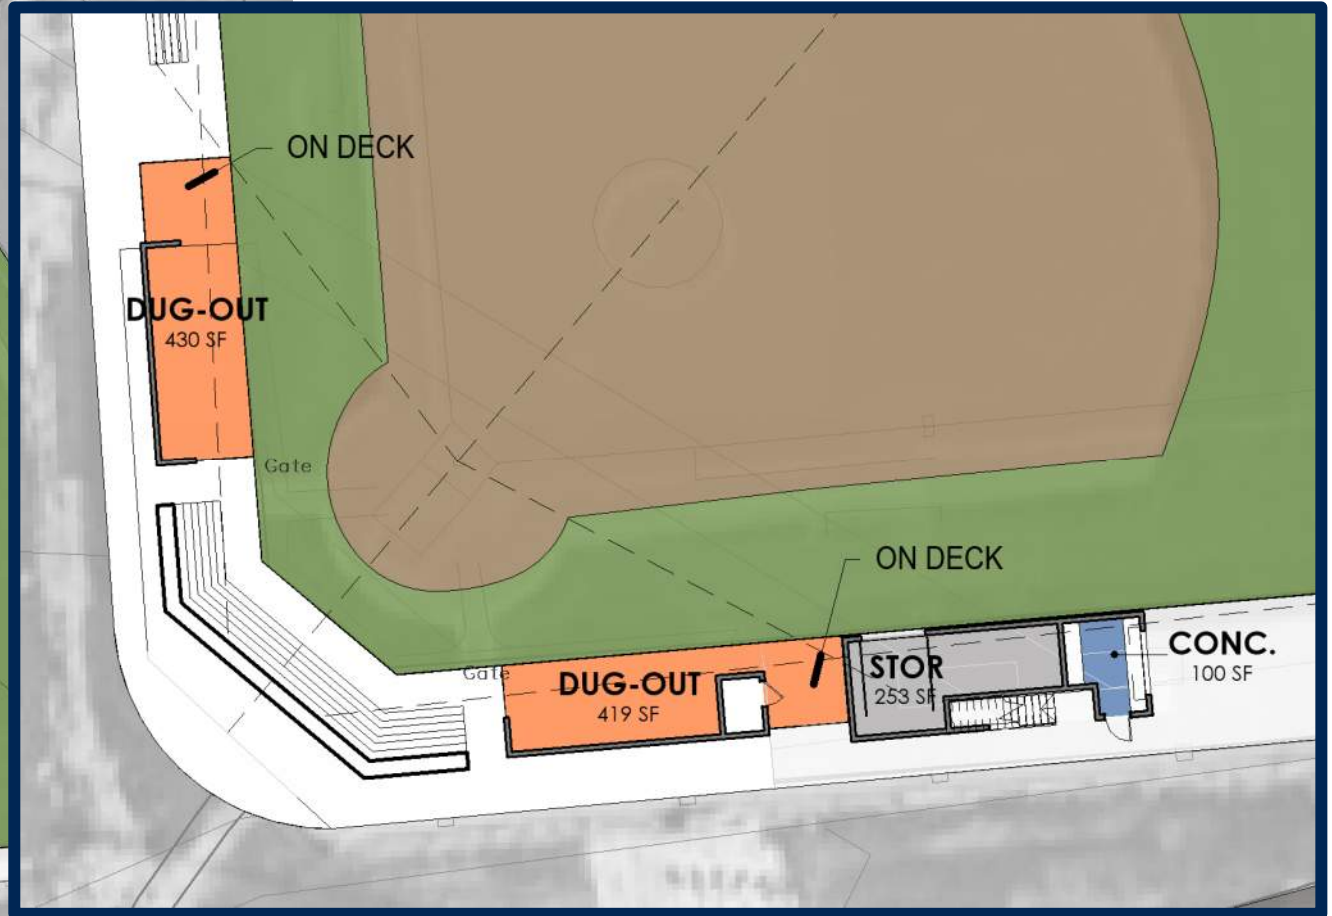 ON DECK
DUG-OUT
430 SF
Gate
ON DECK
Gate
DUG-OUT
419 SF
STOR
253 SF
CONC.
100 SF